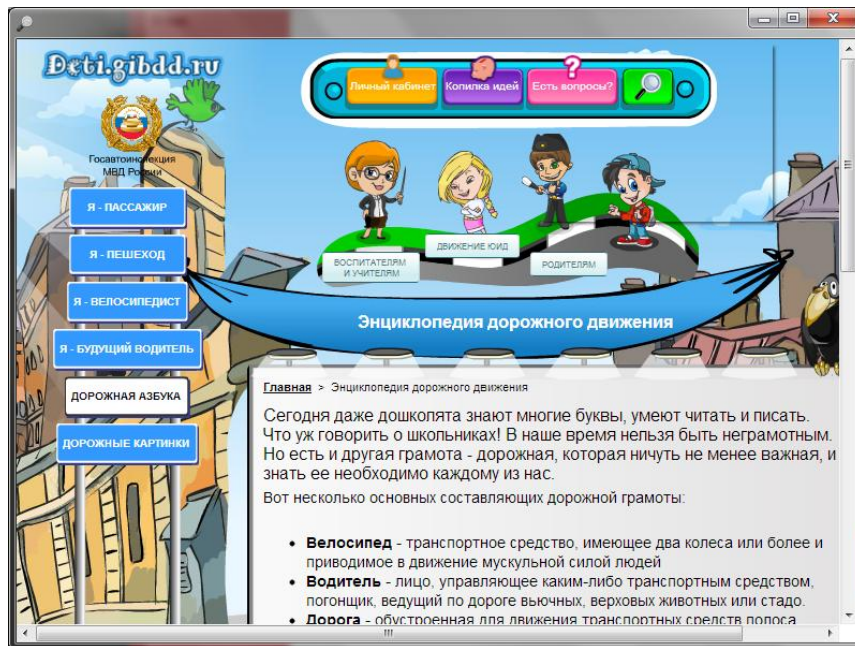 Deti.gibdd.ru
Госавтоинспекция
МВД России
Личный кабинет
Копилка идей
Есть вопросы?
Я - ПАССАЖИР
Я - ПЕШЕХОД
Я - ВЕЛОСИПЕДИСТ
Я - БУДУЩИЙ ВОДИТЕЛЬ
ДОРОЖНАЯ АЗБУКА
ДОРОЖНЫЕ КАРТИНКИ
ВОСПИТАТЕЛЯМ
И УЧИТЕЛЯМ
ДВИЖЕНИЕ ЮИД
РОДИТЕЛЯМ
Энциклопедия дорожного движения
Главная > Энциклопедия дорожного движения
Сегодня даже дошколята знают многие буквы, умеют читать и писать.
Что уж говорить о школьниках! В наше время нельзя быть неграмотным.
Но есть и другая грамота - дорожная, которая ничуть не менее важная, и
знать ее необходимо каждому из нас.
Вот несколько основных составляющих дорожной грамоты:
• Велосипед - транспортное средство, имеющее два колеса или более и
приводимое в движение мускульной силой людей
• Водитель - лицо, управляющее каким-либо транспортным средством,
погонщик, ведущий по дороге вьючных, верховых животных или стадо.
• Дорога - обустроенная для движения транспортных средств полоса